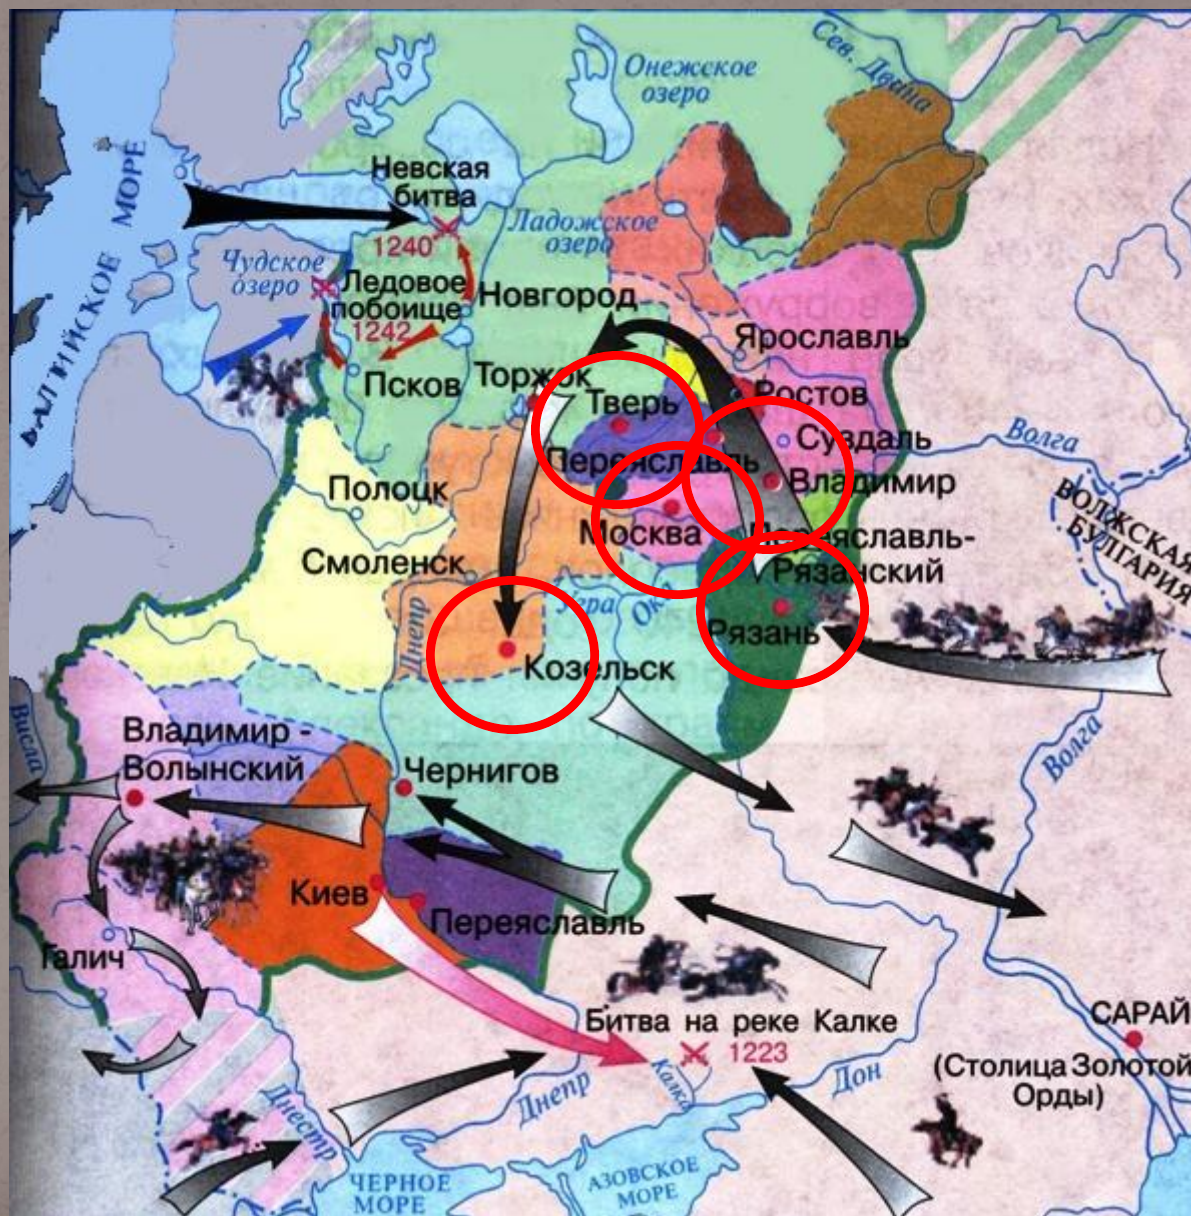 Онежское
озеро
Сев. Двина
БАЛТИЙСКОЕ МОРЕ
Невская
битва
1240
Ладожское
озеро
Чудское
озеро
Ледовое
побоище
1242
Новгород
Псков
Торжок
Тверь
Ярославль
Ростов
Суздаль
Волга
Переяславль
Владимир
ВОЛЖСКАЯ
БУЛГАРИЯ
Полоцк
Москва
Переяславль-
Рязанский
Смоленск
Угра
Ока
Днепр
Рязань
Козельск
Висла
Волга
Владимир -
Волынский
Чернигов
Киев
Переяславль
Галич
Битва на реке Калке
1223
САРАЙ
(Столица Золотой
Орды)
Калка
Дон
Днепр
Днестр
ЧЕРНОЕ
МОРЕ
АЗОВСКОЕ
МОРЕ